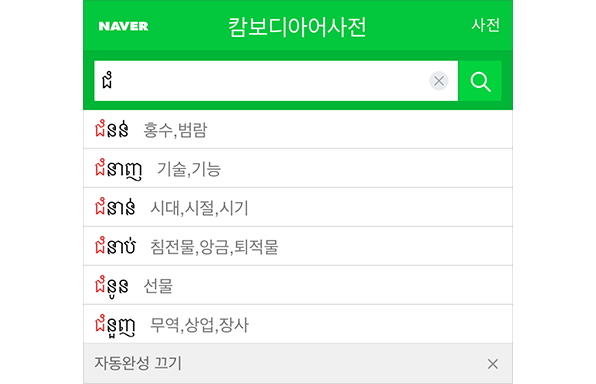 NAVER 캄보디아어사전 사전
ជំ
ជំនន់ 홍수,범람
ជំនាញ 기술,기능
ជំនាន់ 시대,시절,시기
ជំនាប់ 침전물,앙금,퇴적물
ជំនូន 선물
ជំនួញ 무역,상업,장사
자동완성 끄기